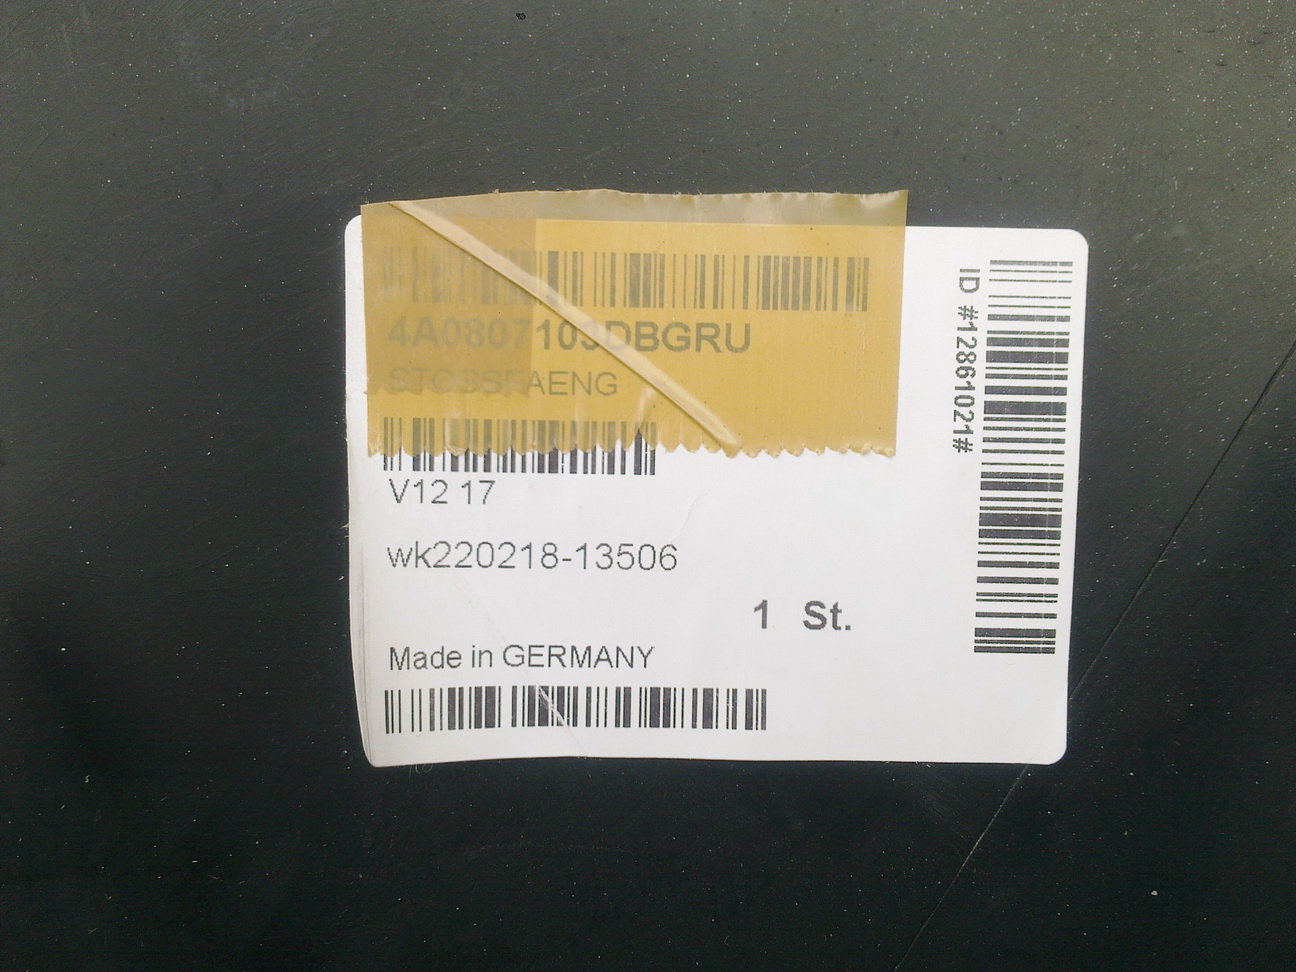 4A0807103DBGRU
STOSSFAENG
V12 17
wk220218-13506
1 St.
Made in GERMANY
ID #12861021#